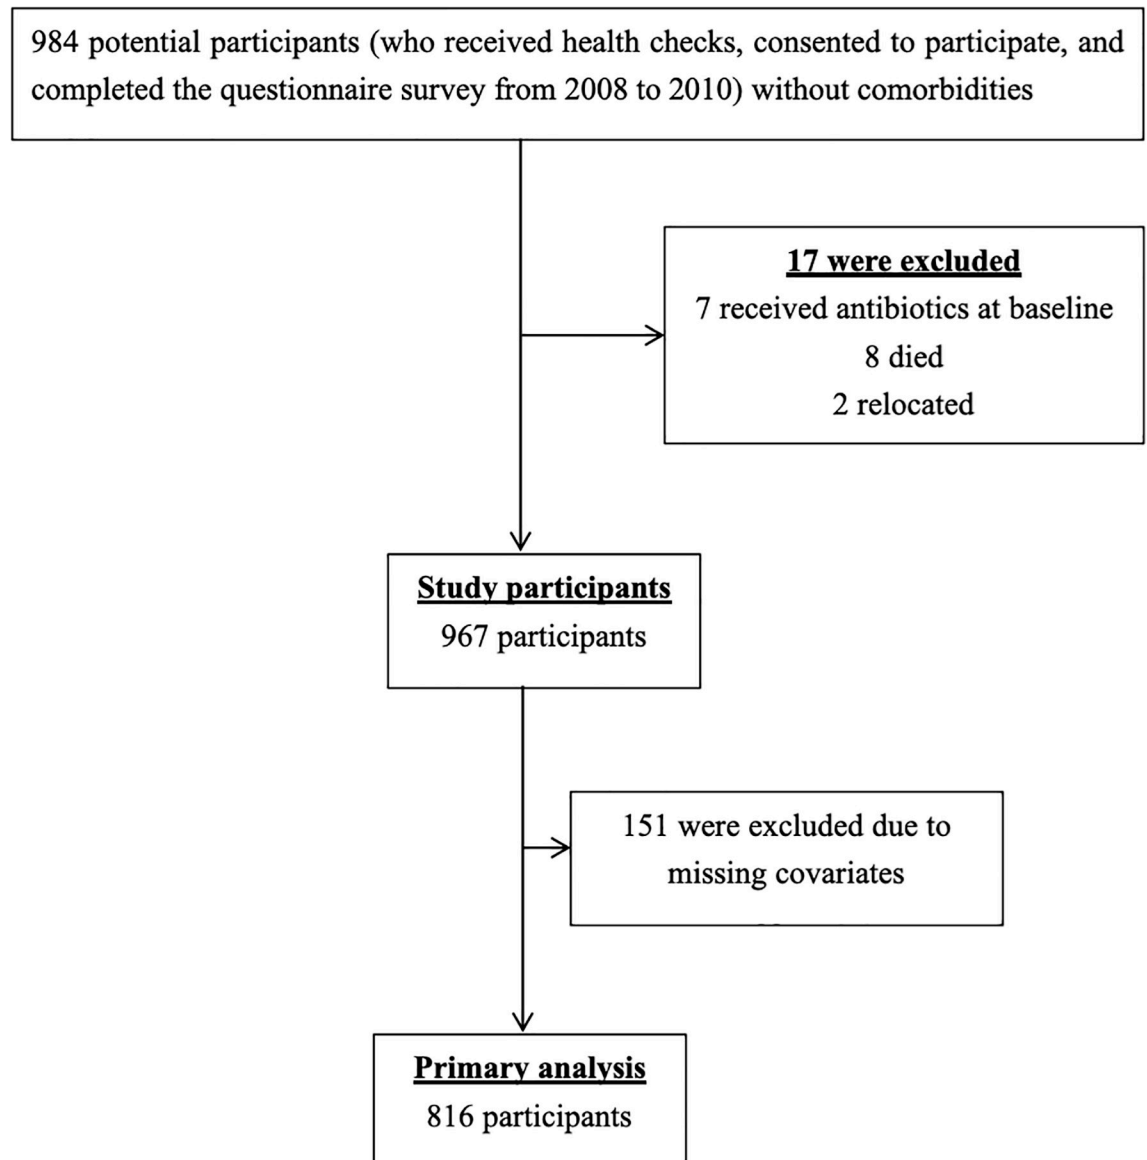 984 potential participants (who received health checks, consented to participate, and
completed the questionnaire survey from 2008 to 2010) without comorbidities
17 were excluded
7 received antibiotics at baseline
8 died
2 relocated
Study participants
967 participants
151 were excluded due to
missing covariates
Primary analysis
816 participants